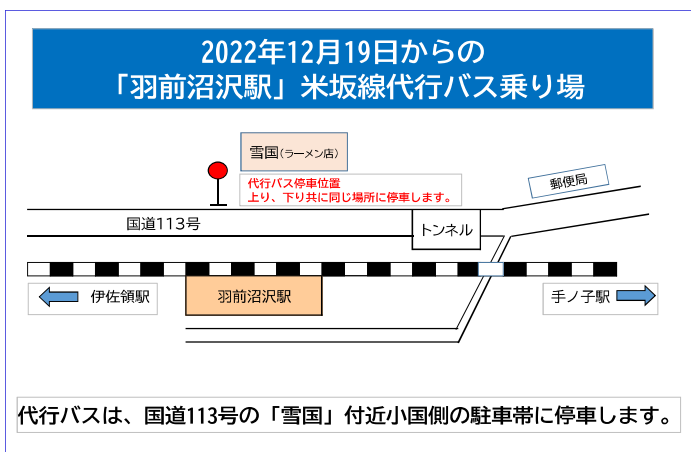 2022年12月19日からの
「羽前沼沢駅」米坂線代行バス乗り場
雪国(ラーメン店)
代行バス停車位置
上り、下り共に同じ場所に停車します。
郵便局
国道113号
トンネル
伊佐領駅
羽前沼沢駅
手ノ子駅
代行バスは、国道113号の「雪国」付近小国側の駐車帯に停車します。